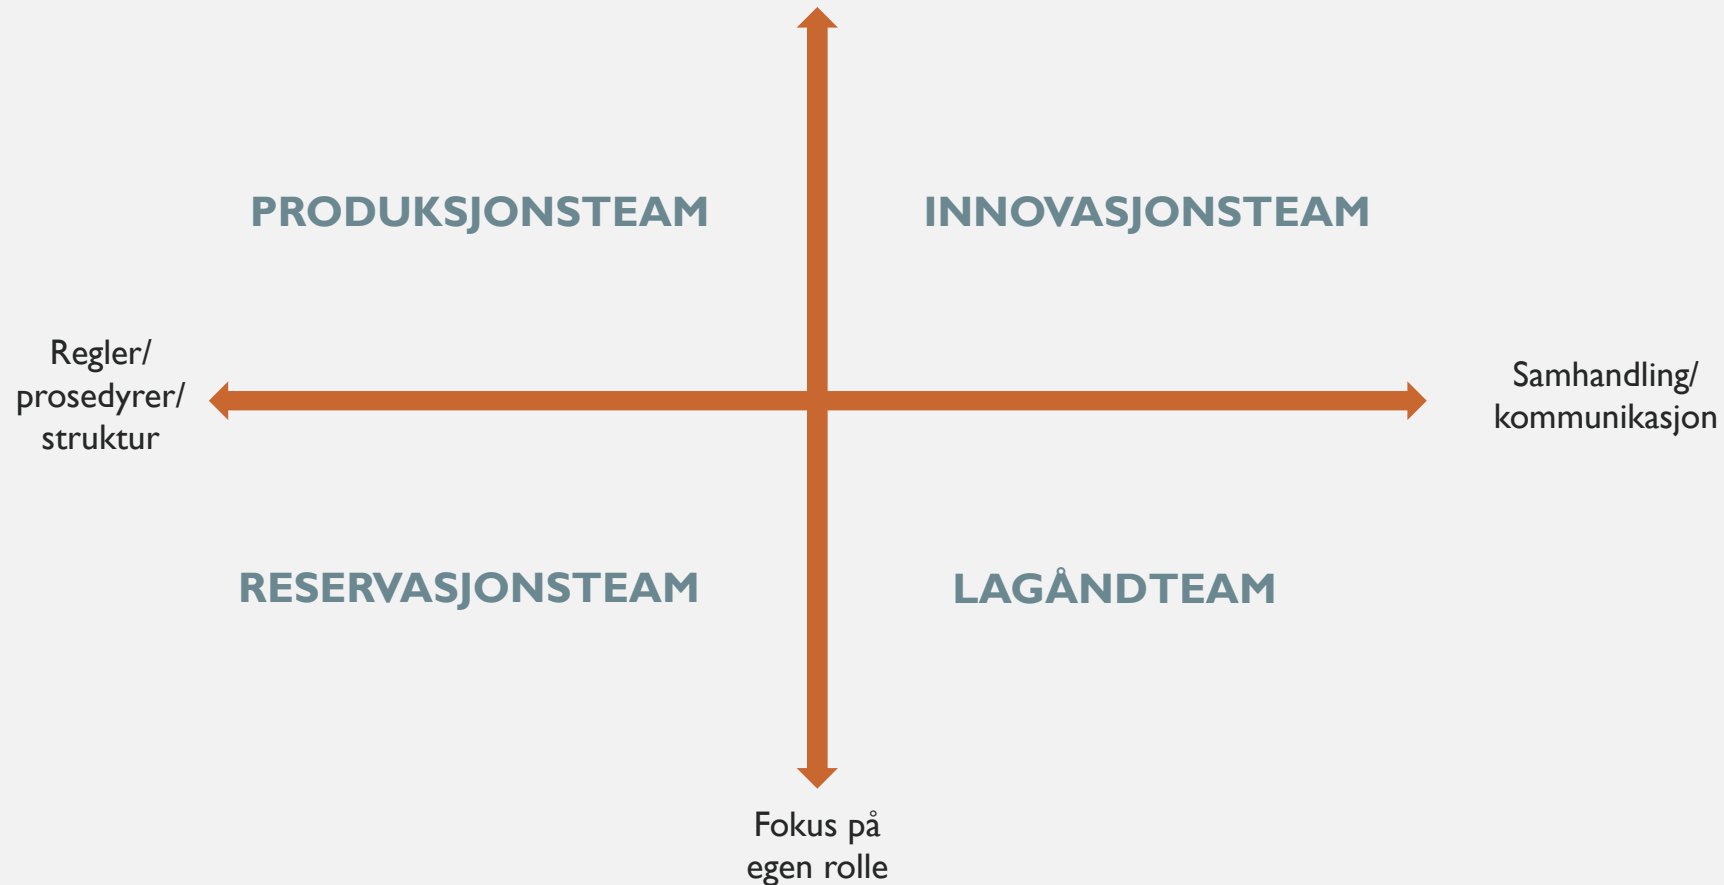 PRODUKSJONSTEAM
INNOVASJONSTEAM
Regler/
prosedyrer/
struktur
Samhandling/
kommunikasjon
RESERVASJONSTEAM
LAGÅNDTEAM
Fokus på
egen rolle